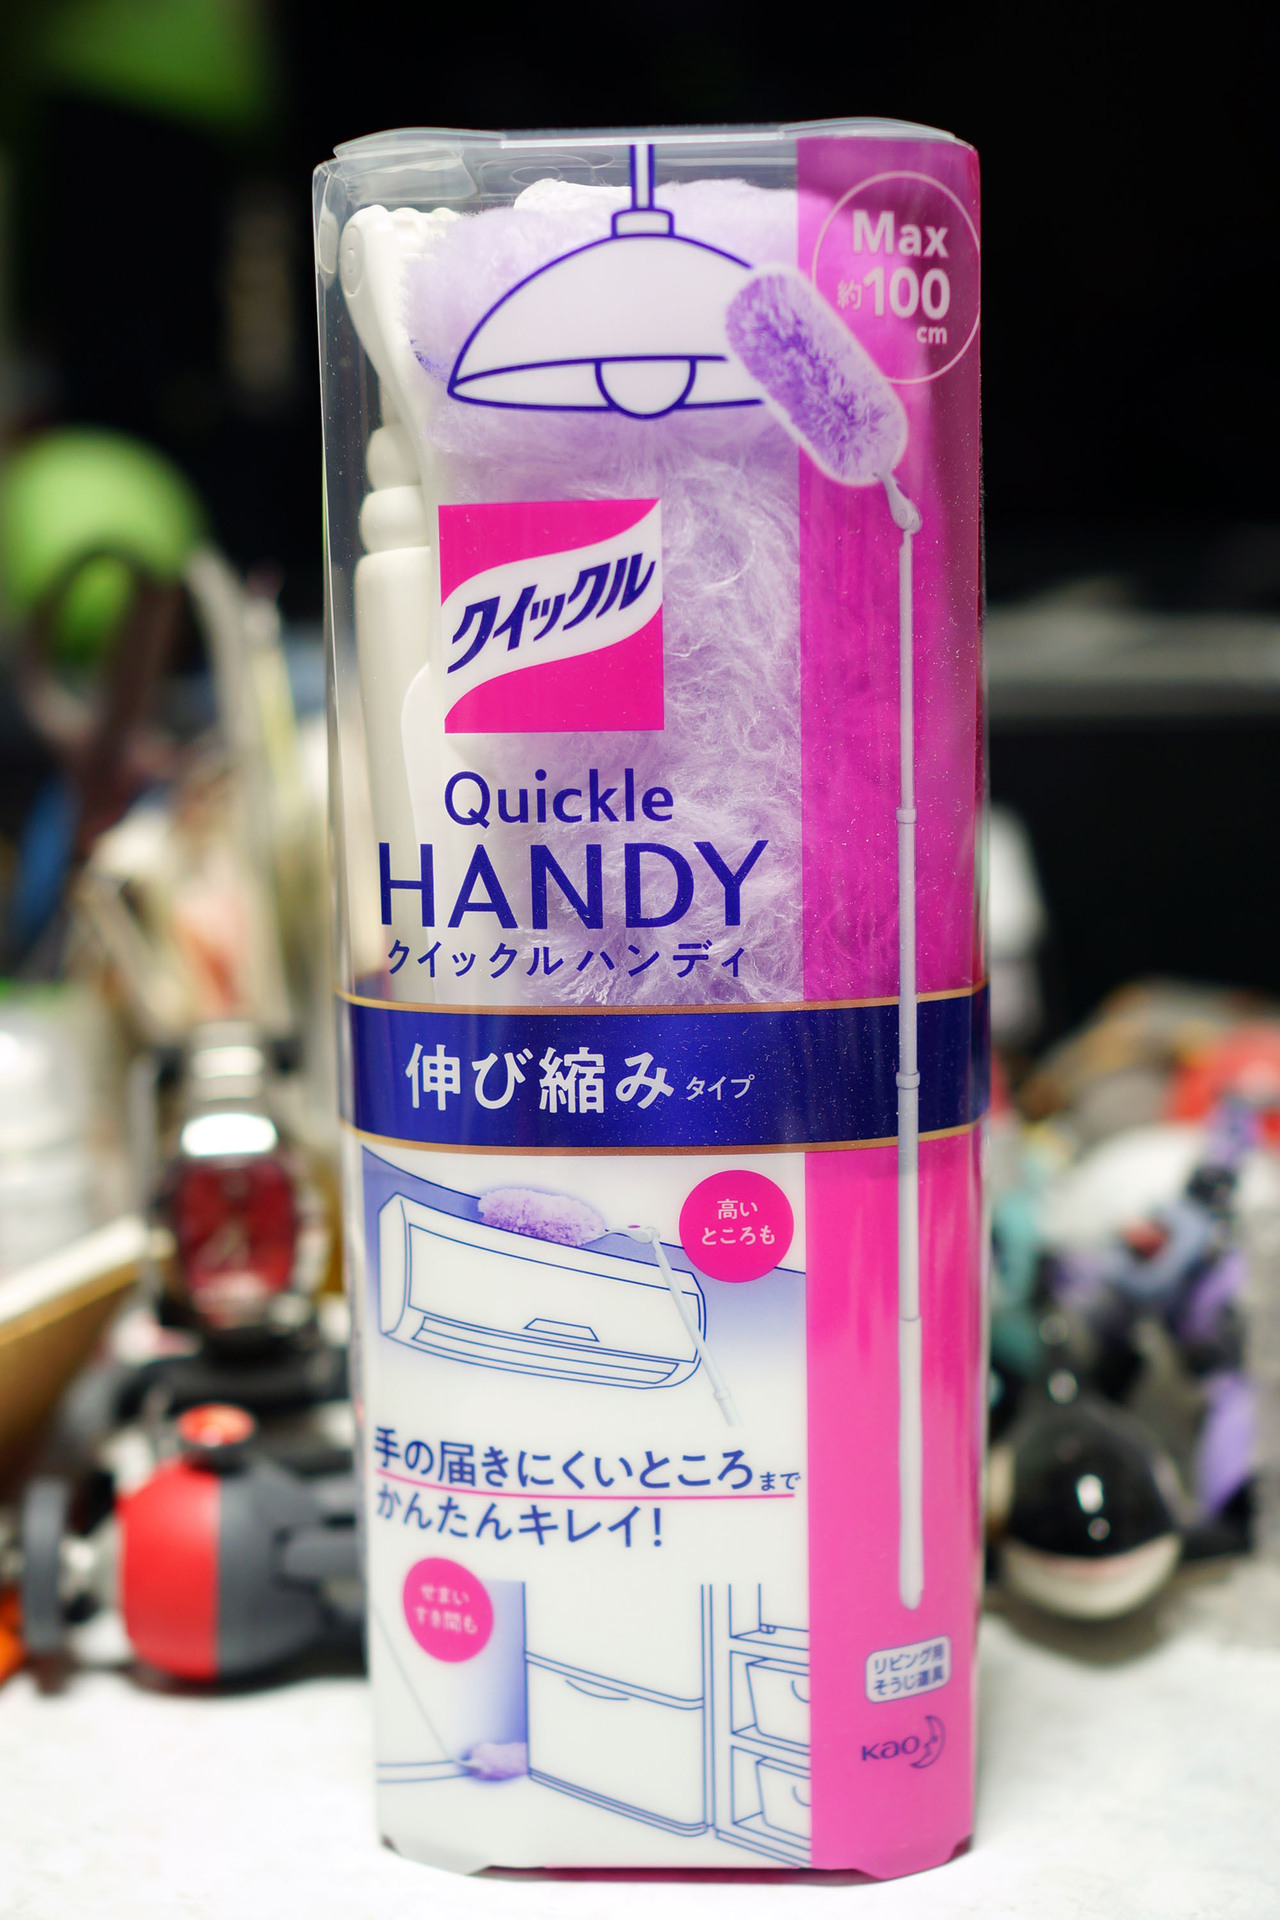 Max
約100
cm
クイックル
Quickle
HANDY
クイックルハンディ
伸び縮みタイプ
高い
ところも
手の届きにくいところまで
かんたんキレイ!
せまい
すき間も
リビング用
そうじ道具
Kao